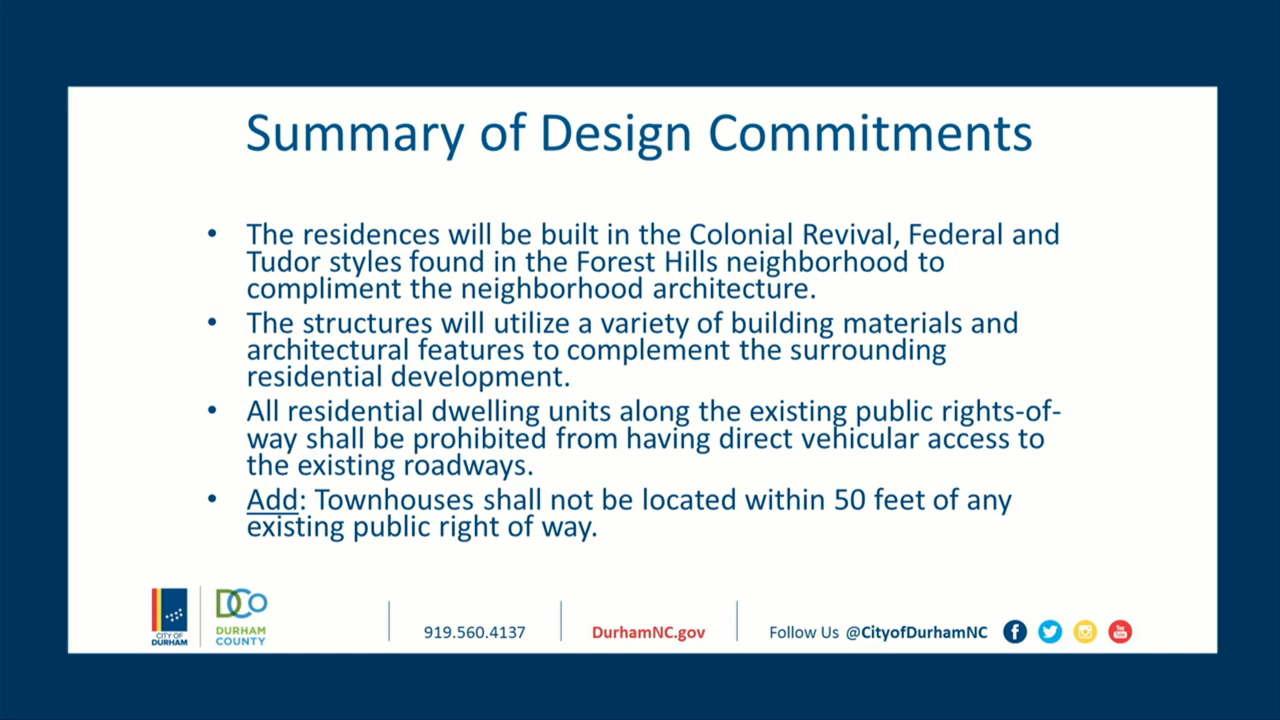 Summary of Design Commitments
• The residences will be built in the Colonial Revival, Federal and
Tudor styles found in the Forest Hills neighborhood to
compliment the neighborhood architecture.
• The structures will utilize a variety of building materials and
architectural features to complement the surrounding
residential development.
• All residential dwelling units along the existing public rights-of-
way shall be prohibited from having direct vehicular access to
the existing roadways.
• Add: Townhouses shall not be located within 50 feet of any
existing public right of way.
CITY OF
DURHAM
DCo
DURHAM
COUNTY
919.560.4137
DurhamNC.gov
Follow Us @CityofDurhamNC
You
Tube